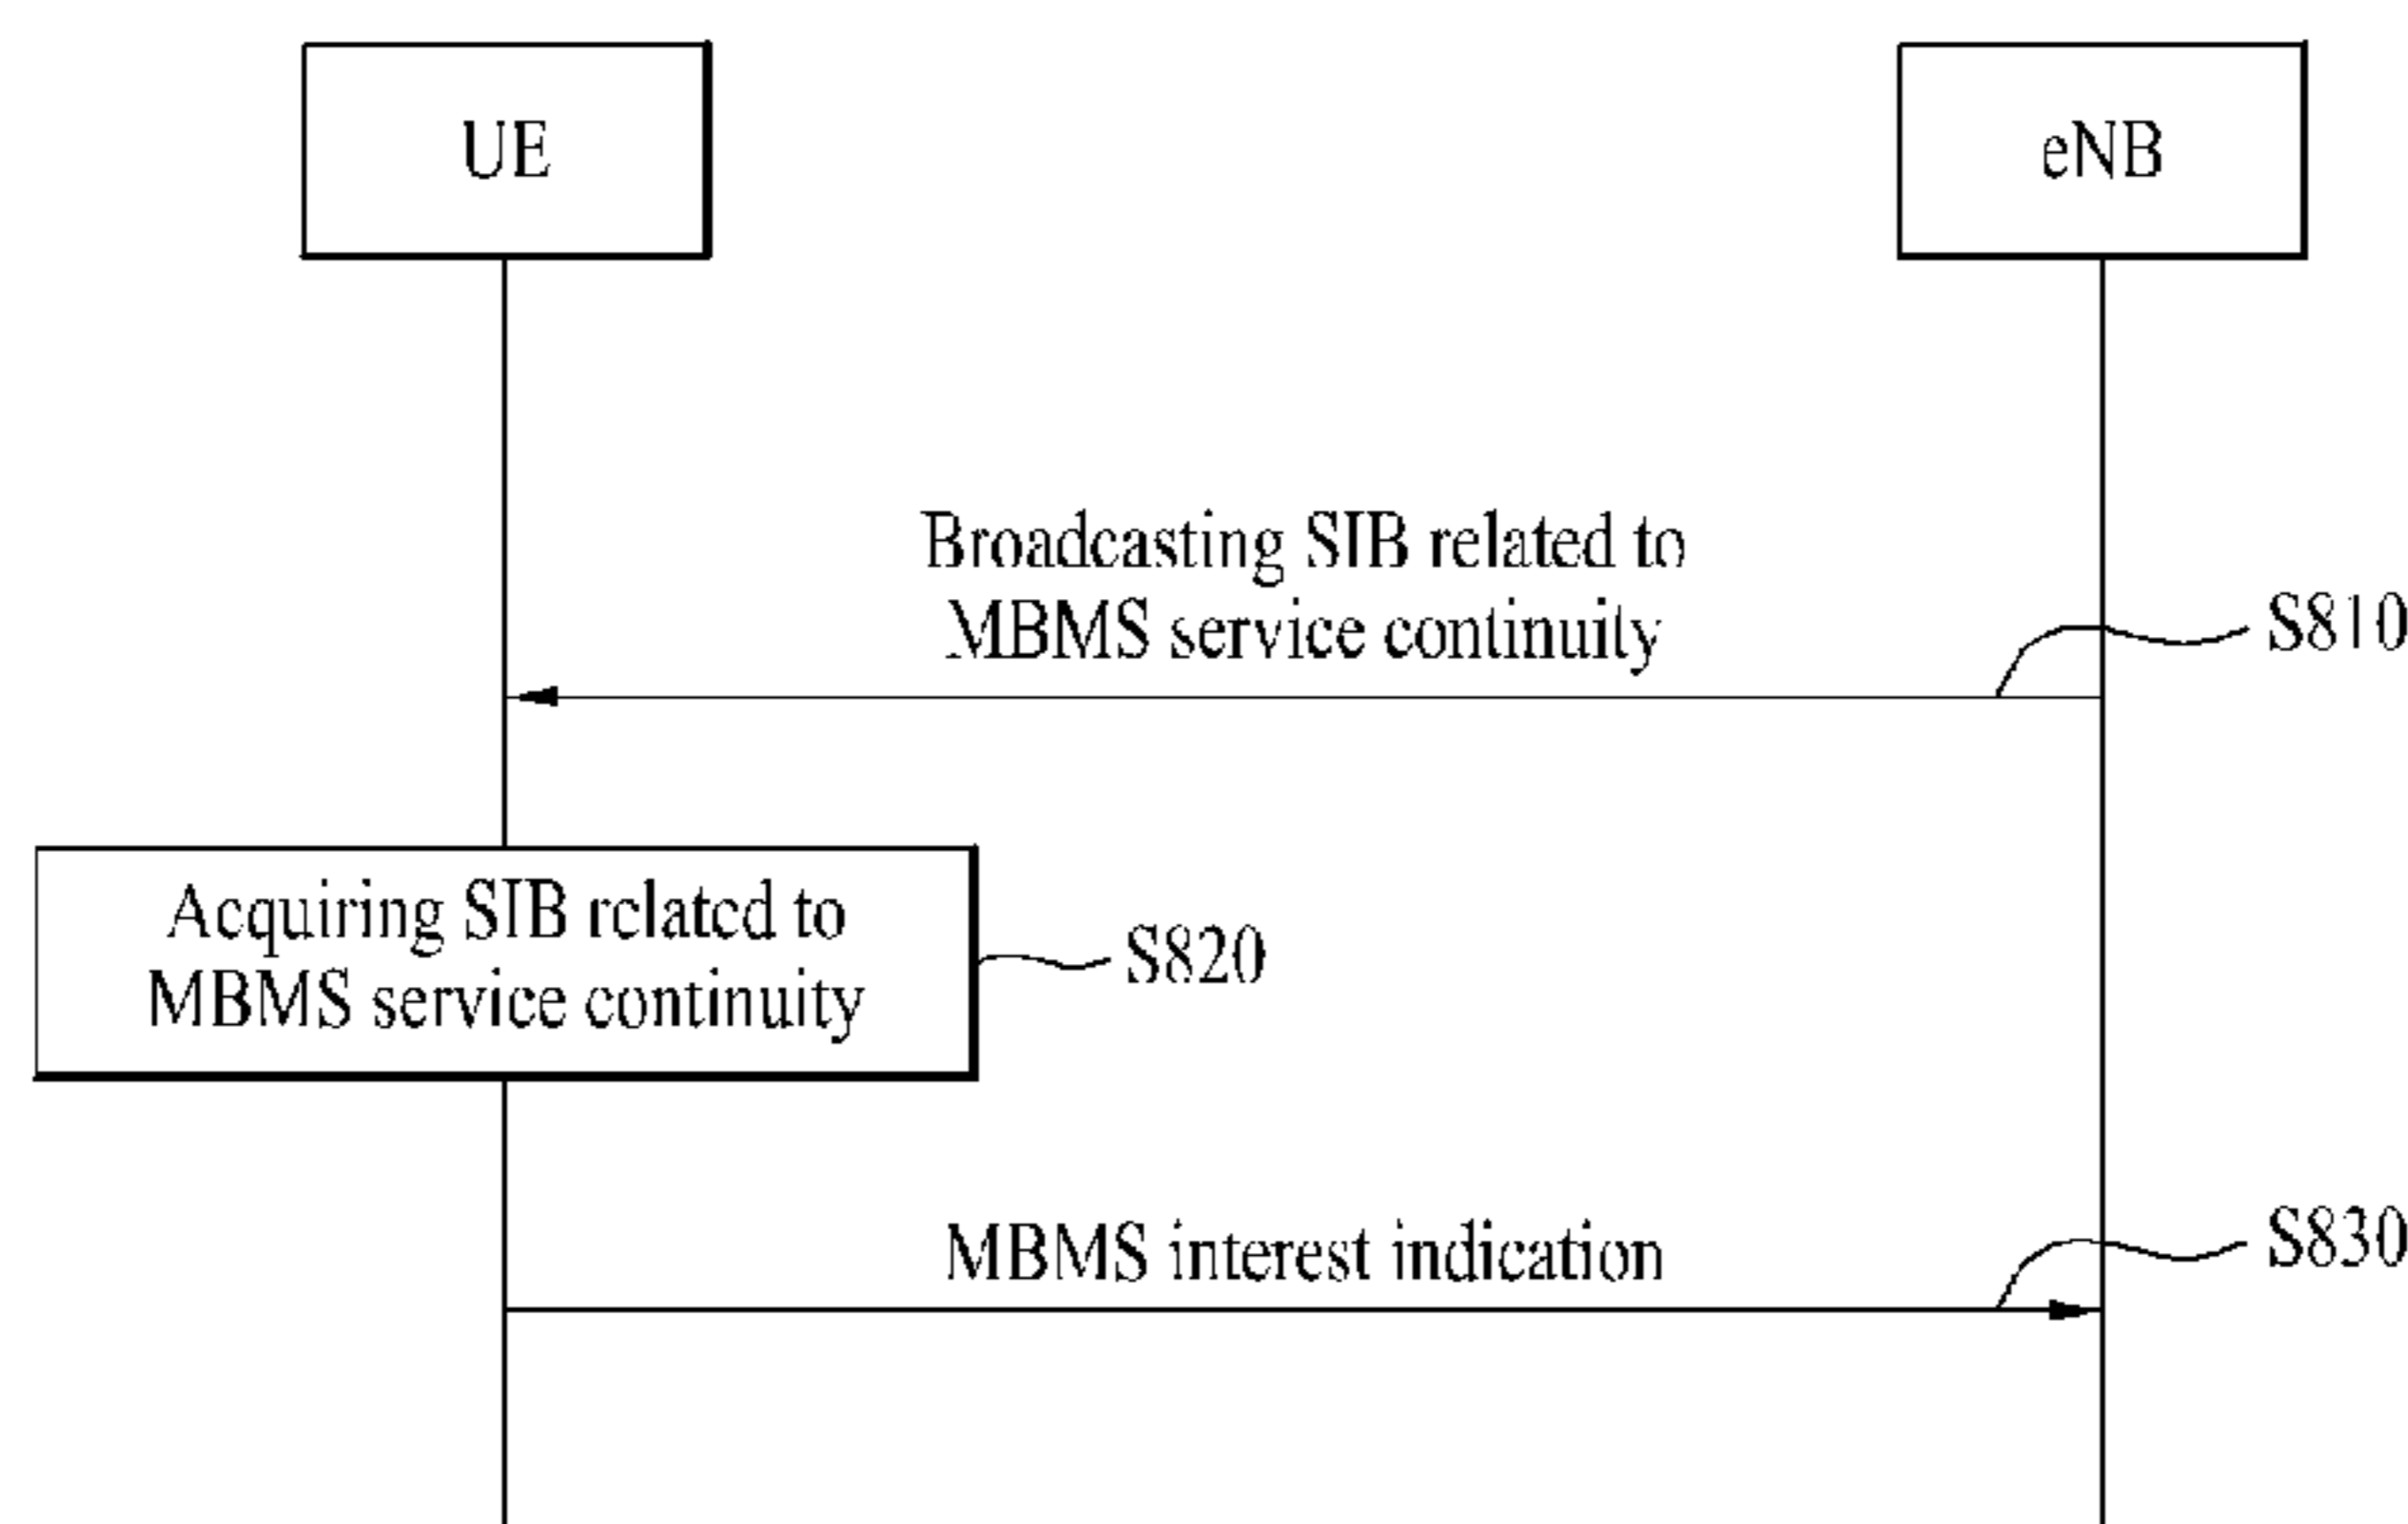 UE
eNB
Broadcasting SIB related to
MBMS service continuity
S810
Acquiring SIB related to
MBMS service continuity
S820
MBMS interest indication
S830